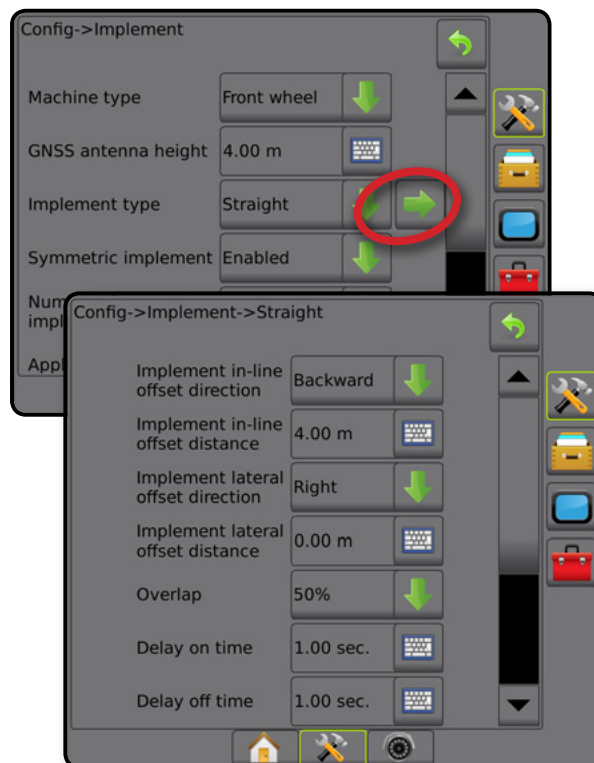 Config->Implement
Machine type Front wheel
GNSS antenna height 4.00 m
Implement type Straight
Symmetric implement Enabled
Num
impl
Appl
Config->Implement->Straight
Implement in-line
offset direction Backward
Implement in-line
offset distance 4.00 m
Implement lateral
offset direction Right
Implement lateral
offset distance 0.00 m
Overlap 50%
Delay on time 1.00 sec.
Delay off time 1.00 sec.